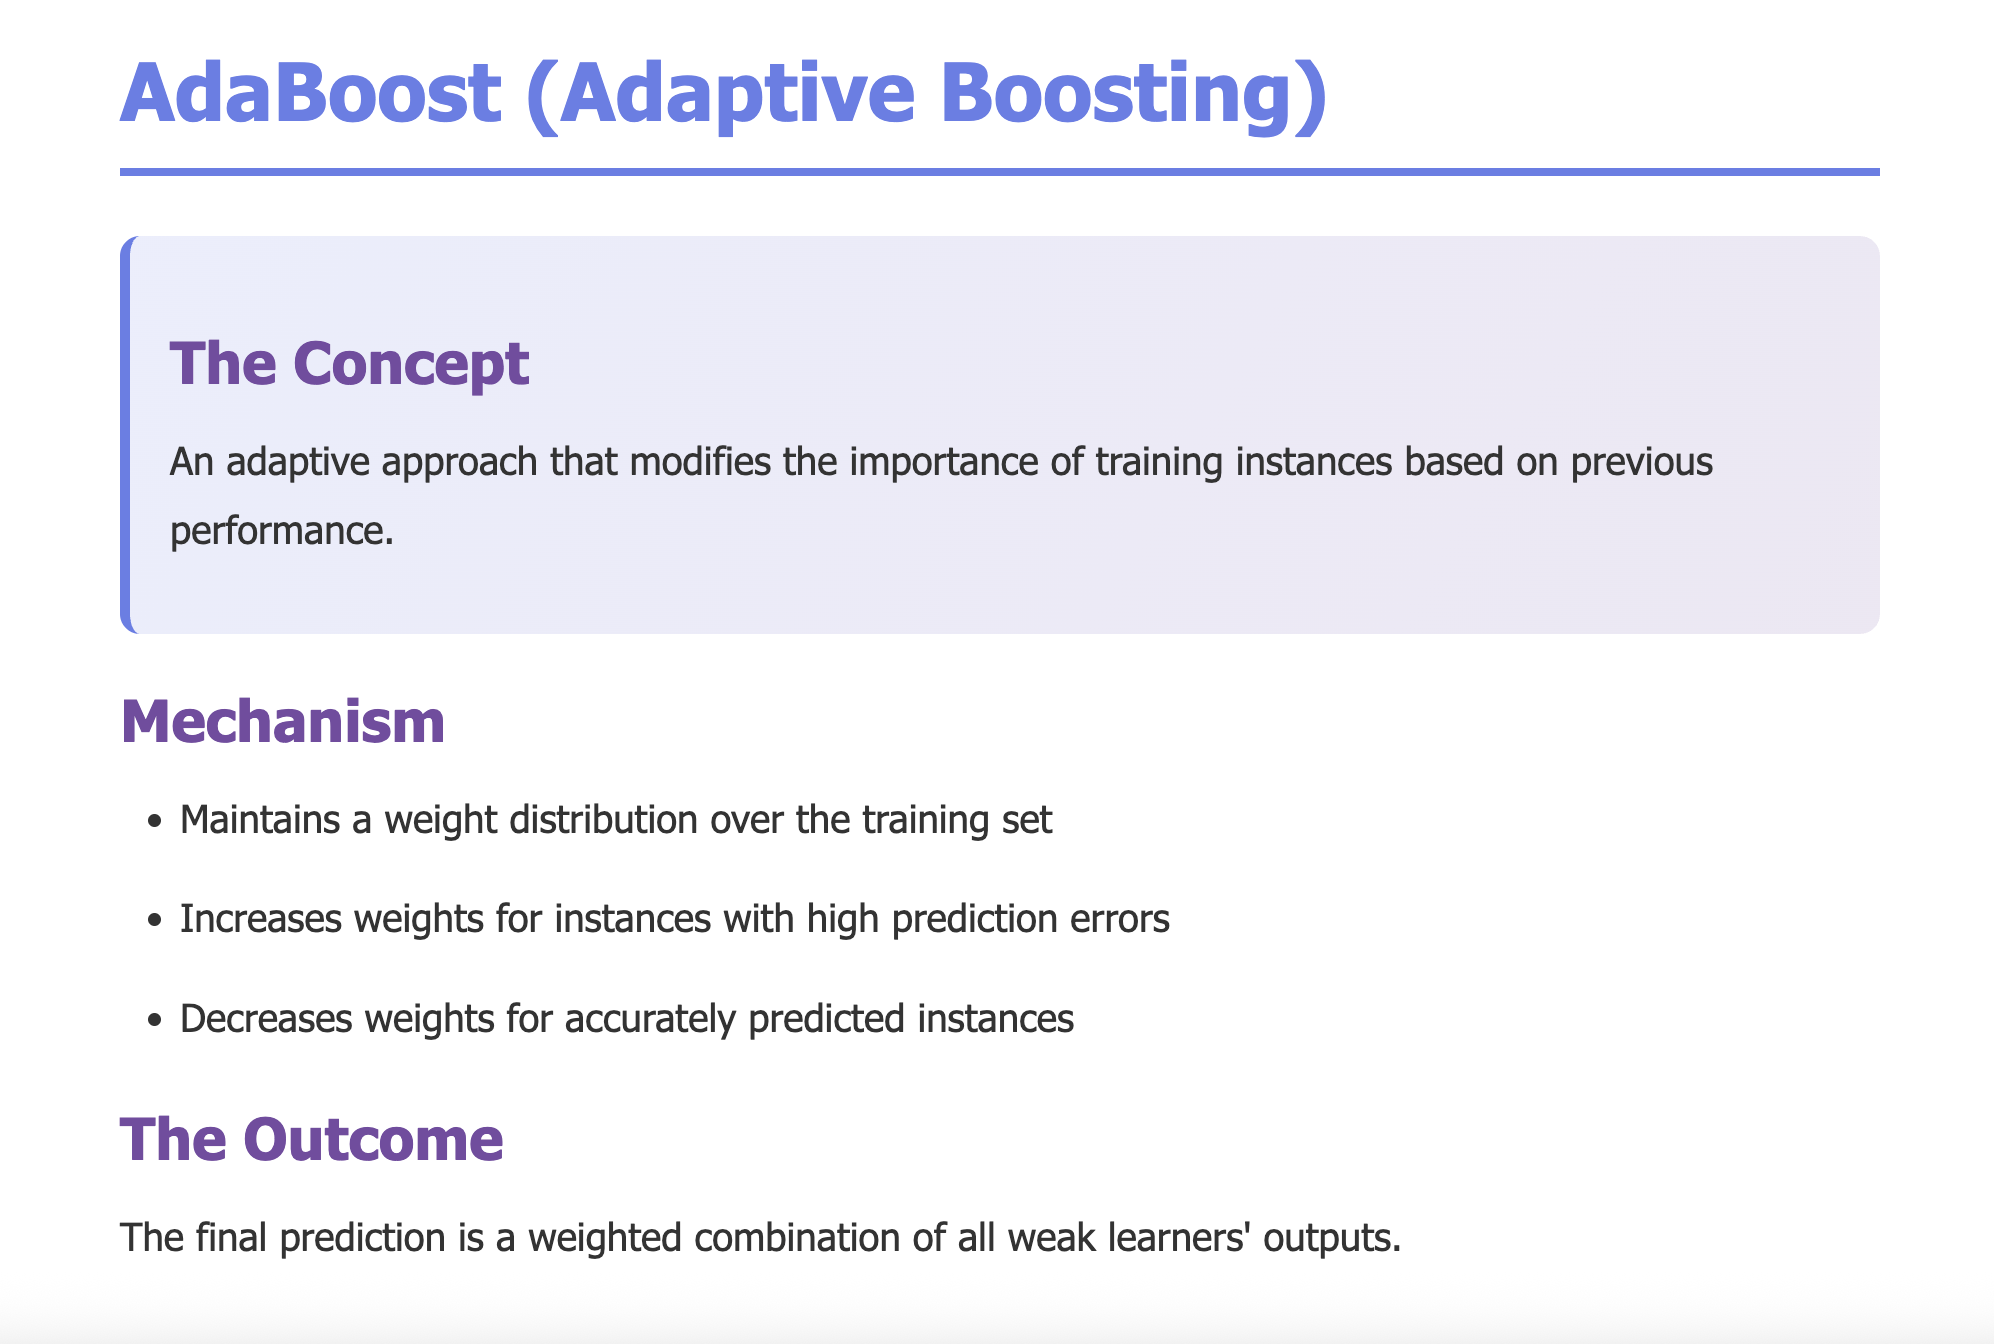 AdaBoost (Adaptive Boosting)
The Concept
An adaptive approach that modifies the importance of training instances based on previous
performance.
Mechanism
• Maintains a weight distribution over the training set
• Increases weights for instances with high prediction errors
• Decreases weights for accurately predicted instances
The Outcome
The final prediction is a weighted combination of all weak learners' outputs.